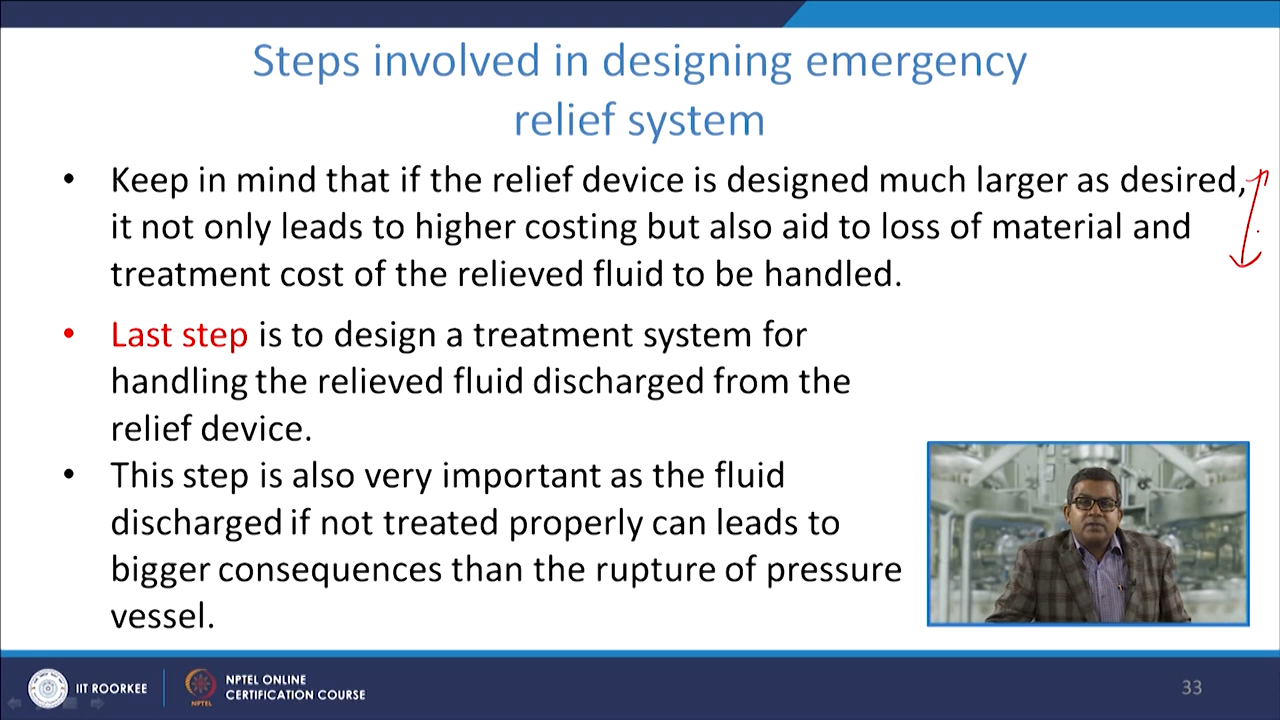 Steps involved in designing emergency
relief system
• Keep in mind that if the relief device is designed much larger as desired,
it not only leads to higher costing but also aid to loss of material and
treatment cost of the relieved fluid to be handled.
• Last step is to design a treatment system for
handling the relieved fluid discharged from the
relief device.
• This step is also very important as the fluid
discharged if not treated properly can leads to
bigger consequences than the rupture of pressure
vessel.
IIT ROORKEE
NPTEL
NPTEL ONLINE
CERTIFICATION COURSE
33